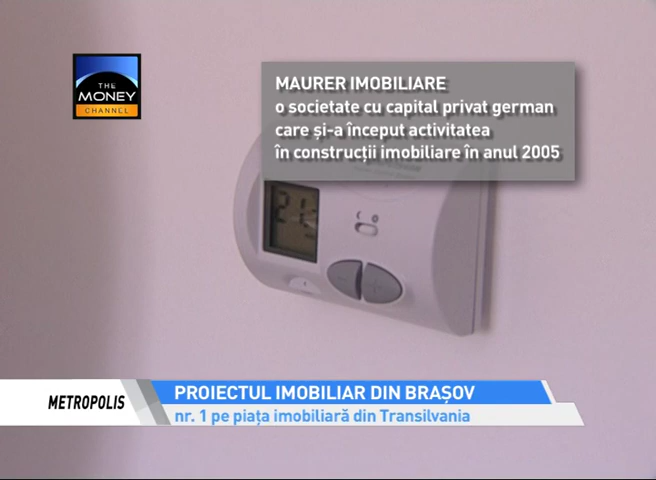 THE
MONEY
CHANNEL
MAURER IMOBILIARE
o societate cu capital privat german
care și-a început activitatea
în construcții imobiliare în anul 2005
METROPOLIS
PROIECTUL IMOBILIAR DIN BRAȘOV
nr. 1 pe piața imobiliară din Transilvania